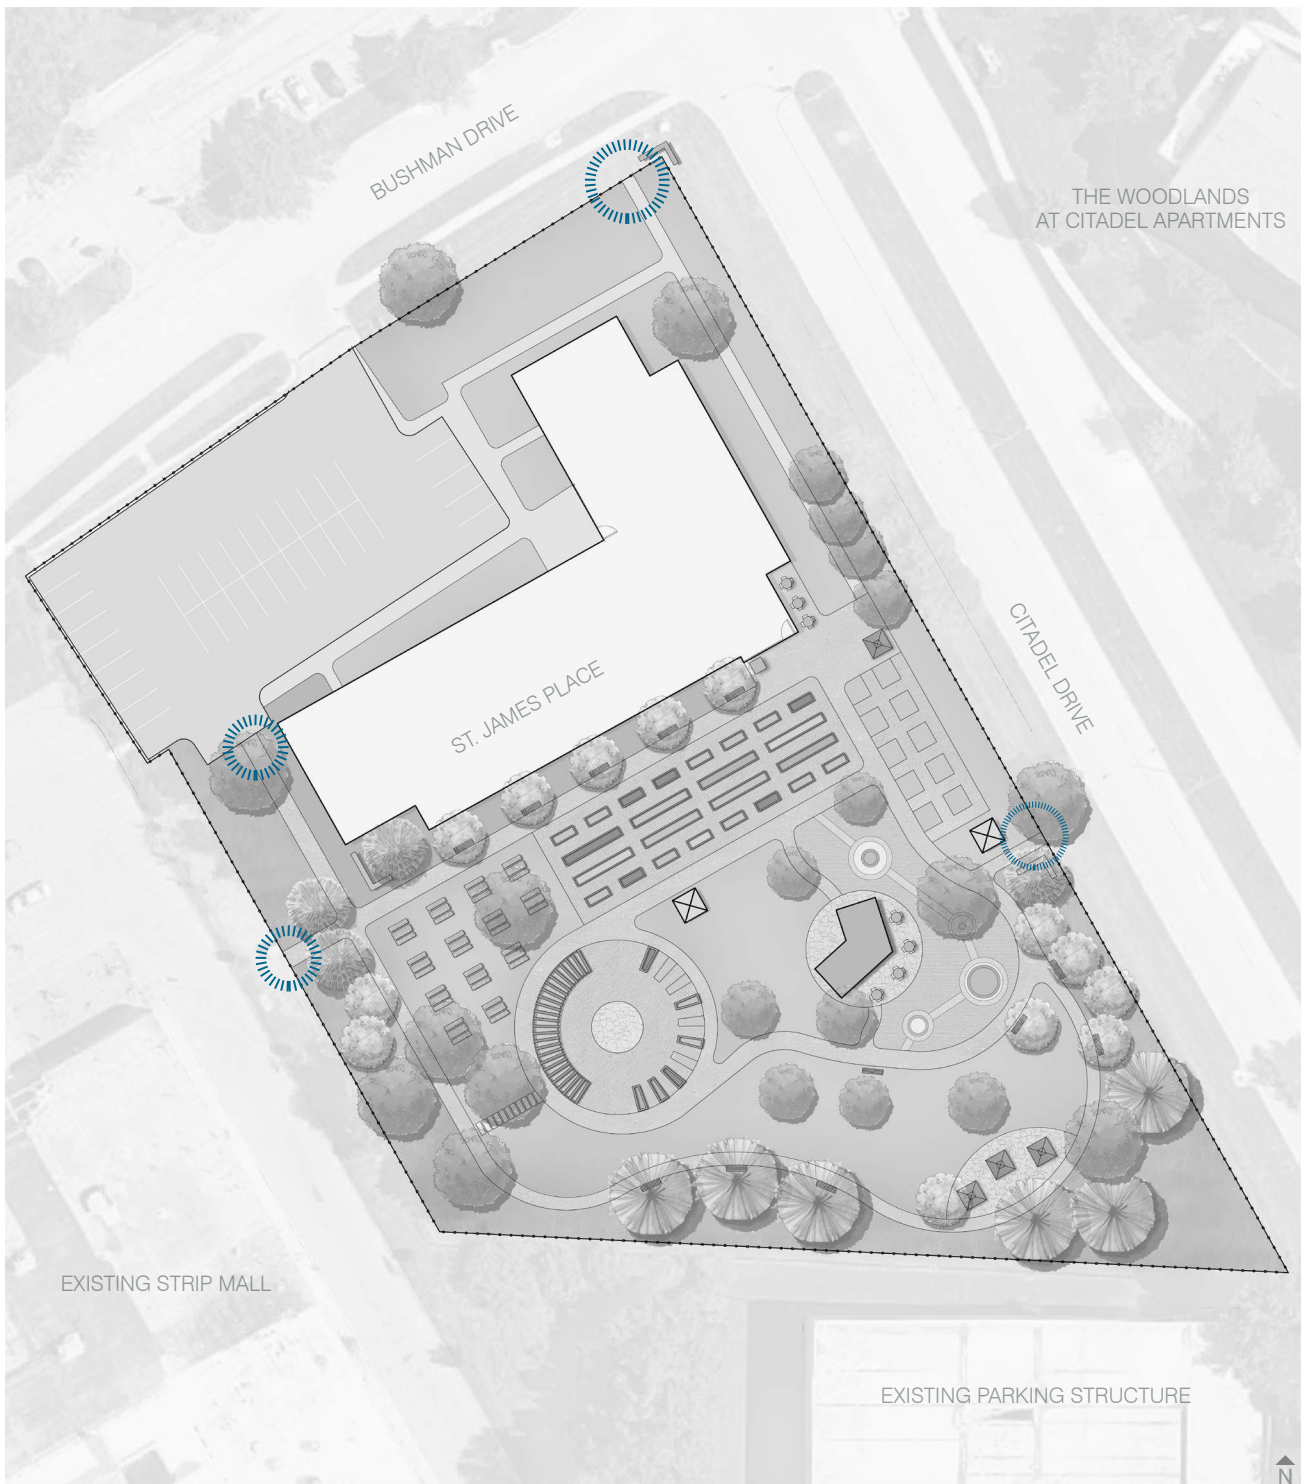 BUSHMAN DRIVE
THE WOODLANDS
AT CITADEL APARTMENTS
CITADEL DRIVE
ST. JAMES PLACE
EXISTING STRIP MALL
EXISTING PARKING STRUCTURE
N